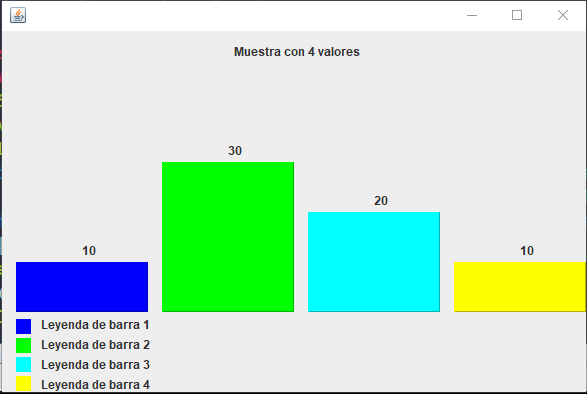 Muestra con 4 valores
30
20
10
10
Leyenda de barra 1
Leyenda de barra 2
Leyenda de barra 3
Leyenda de barra 4